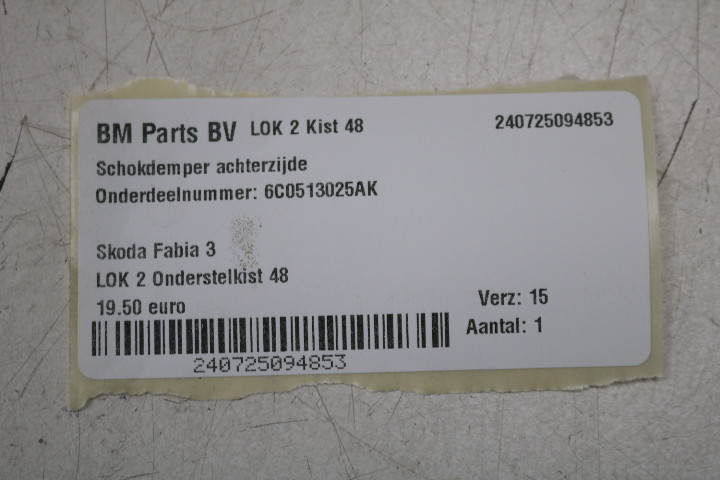 BM Parts BV LOK 2 Kist 48 240725094853
Schokdemper achterzijde
Onderdeelnummer: 6C0513025AK
Skoda Fabia 3
LOK 2 Onderstelkist 48
19.50 euro Verz: 15
Aantal: 1
240725094853